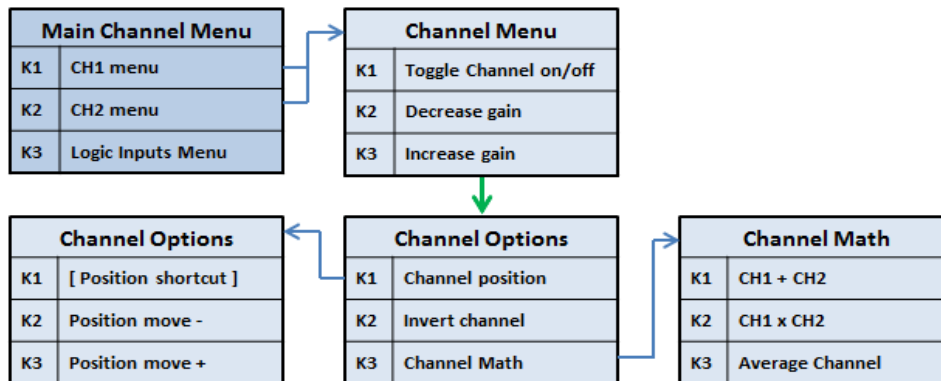 Main Channel Menu
K1 CH1 menu
K2 CH2 menu
K3 Logic Inputs Menu
Channel Menu
K1 Toggle Channel on/off
K2 Decrease gain
K3 Increase gain
Channel Options
K1 [ Position shortcut ]
K2 Position move -
K3 Position move +
Channel Options
K1 Channel position
K2 Invert channel
K3 Channel Math
Channel Math
K1 CH1 + CH2
K2 CH1 x CH2
K3 Average Channel